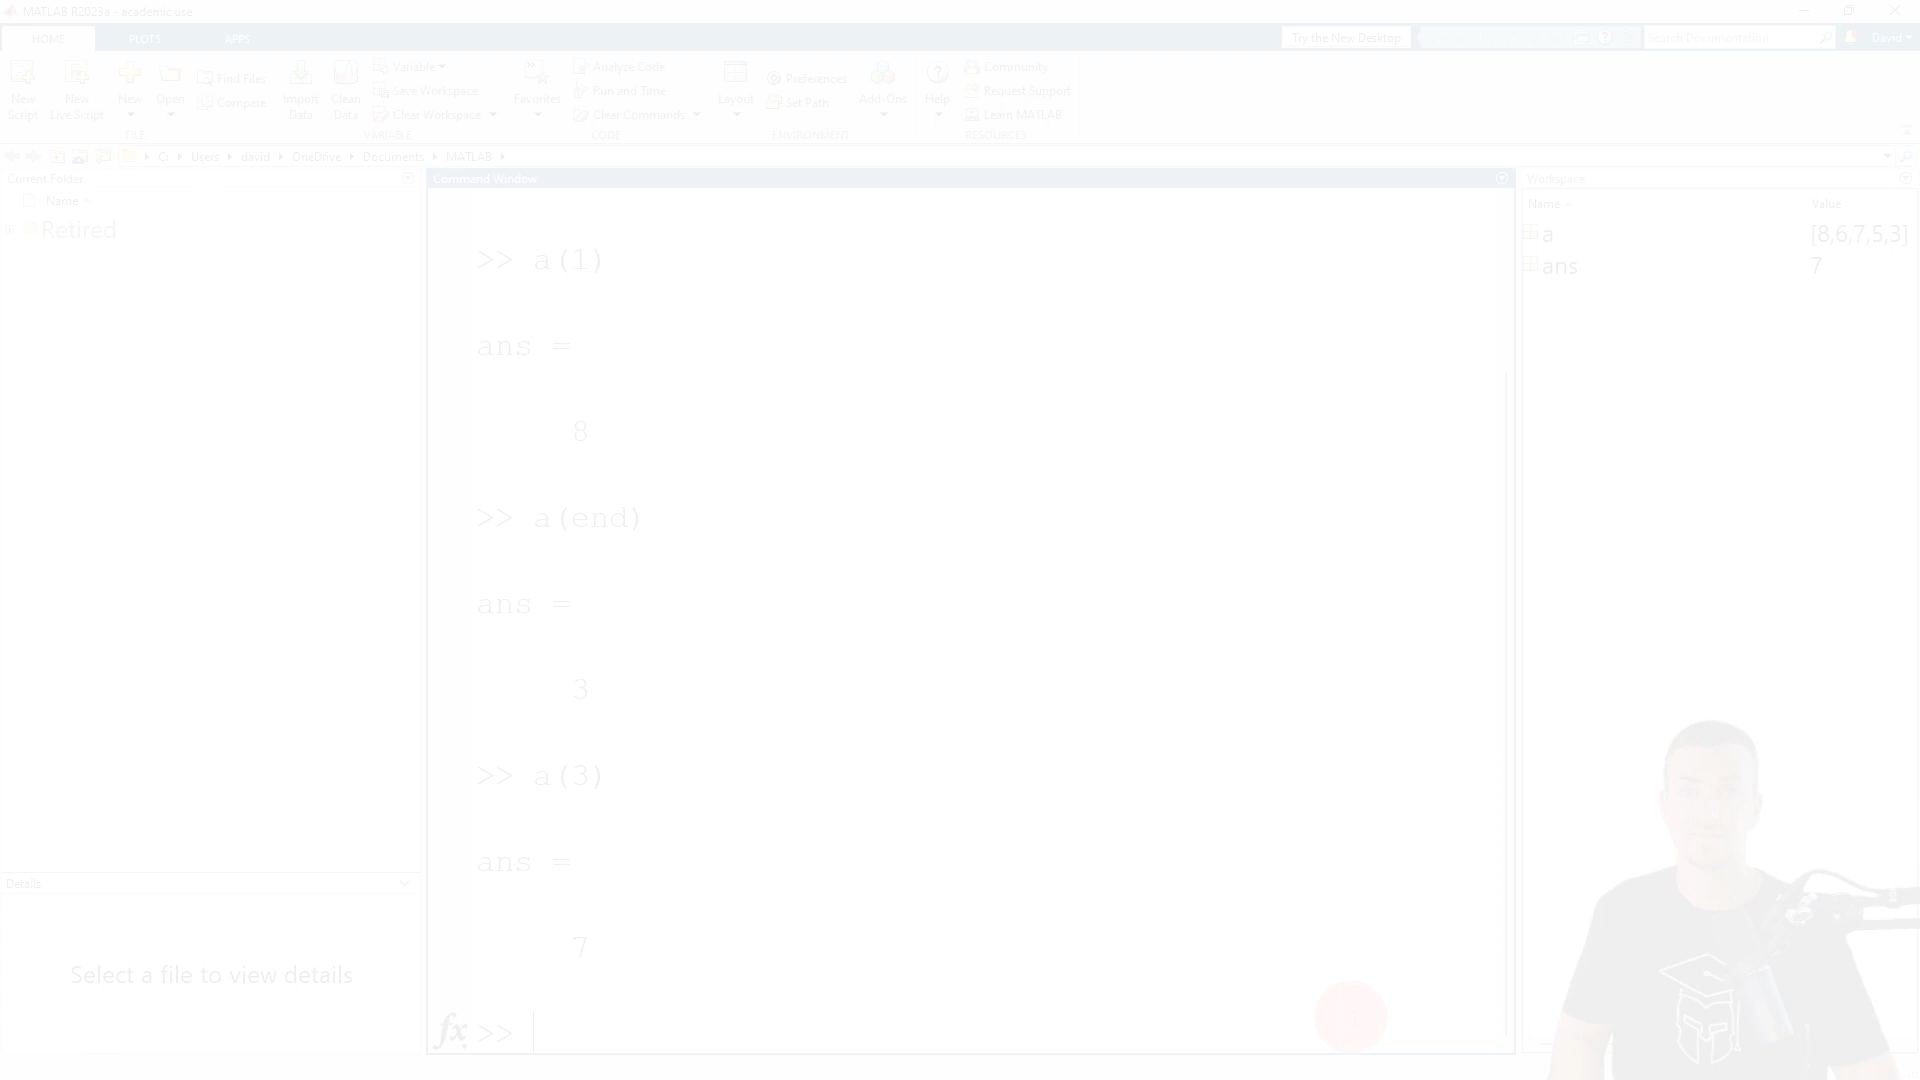 MATLAB R2023a - academic use
HOME PLOTS APPS
Try the New Desktop
Search Documentation
David
New Script
New Live Script
New
Open
Find Files
Compare
FILE
Import Data
Clean Data
Variable
Save Workspace
Clear Workspace
VARIABLE
Favorites
Analyze Code
Run and Time
Clear Commands
CODE
Layout
Preferences
Set Path
Add-Ons
ENVIRONMENT
Help
Community
Request Support
Learn MATLAB
RESOURCES
C: Users david OneDrive Documents MATLAB
Current Folder
Name
Retired
Details
Select a file to view details
Command Window
>> a(1)
ans =
8
>> a(end)
ans =
3
>> a(3)
ans =
7
fx >>
Workspace
Name Value
a [8,6,7,5,3]
ans 7